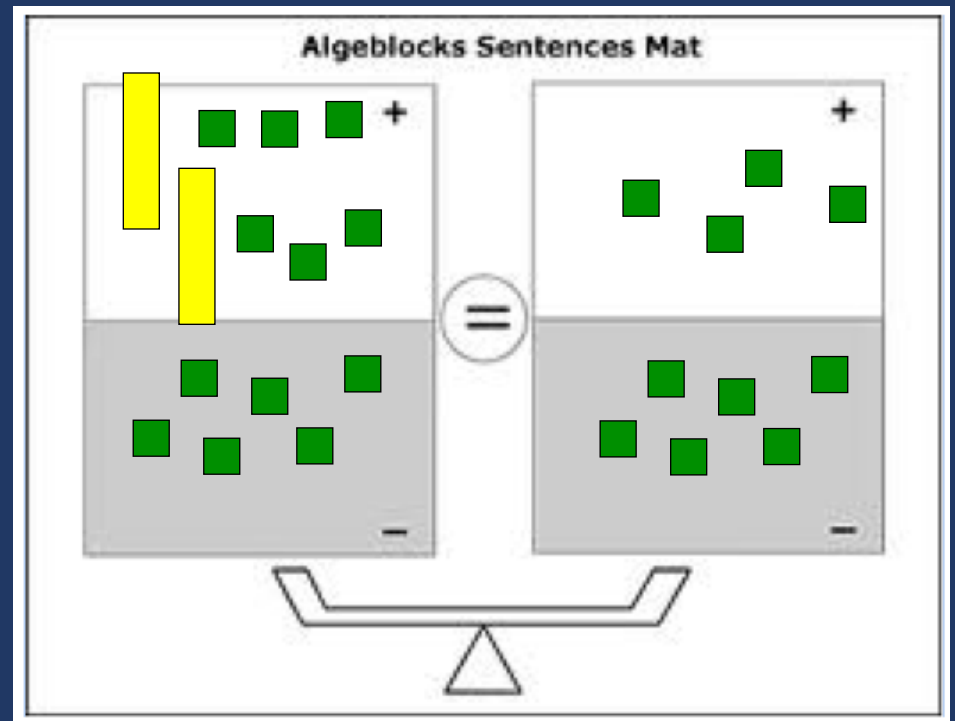 Algeblocks Sentences Mat
+ +
=
− −